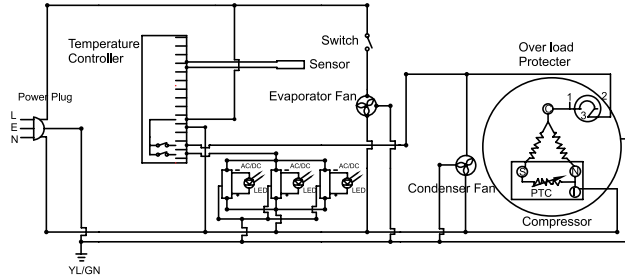 Temperature
Controller
Switch
Sensor
Over load
Protecter
Power Plug
Evaporator Fan
L
E
N
1
2
3
C
AC/DC
AC/DC
AC/DC
LED
LED
LED
Condenser Fan
S
N
PTC
Compressor
YL/GN